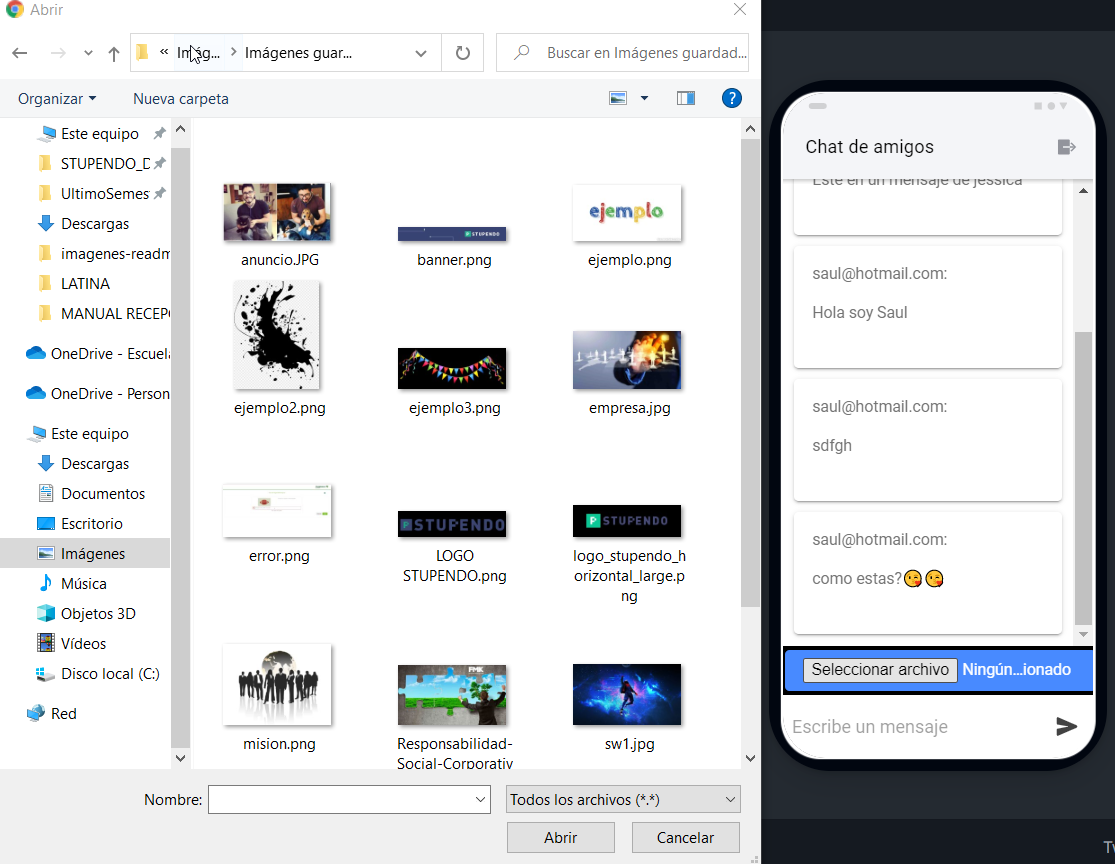 Abrir
« Imág... > Imágenes guar...
Buscar en Imágenes guardad...
Organizar
Nueva carpeta
?
Este equipo
STUPENDO_D
UltimoSemes
Descargas
imagenes-readm
LATINA
MANUAL RECEP
OneDrive - Escuela
OneDrive - Person
Este equipo
Descargas
Documentos
Escritorio
Imágenes
Música
Objetos 3D
Vídeos
Disco local (C:)
Red
anuncio.JPG
STUPENDO
banner.png
ejemplo
ejemplo.png
ejemplo2.png
ejemplo3.png
empresa.jpg
error.png
STUPENDO
LOGO
STUPENDO.png
STUPENDO
logo_stupendo_h
orizontal_large.p
ng
mision.png
Responsabilidad-
Social-Corporativ
sw1.jpg
Nombre:
Todos los archivos (*.*)
Abrir
Cancelar
Chat de amigos
Este en un mensaje de jessica
saul@hotmail.com:
Hola soy Saul
saul@hotmail.com:
sdfgh
saul@hotmail.com:
como estas?😘😘
Seleccionar archivo Ningún...ionado
Escribe un mensaje